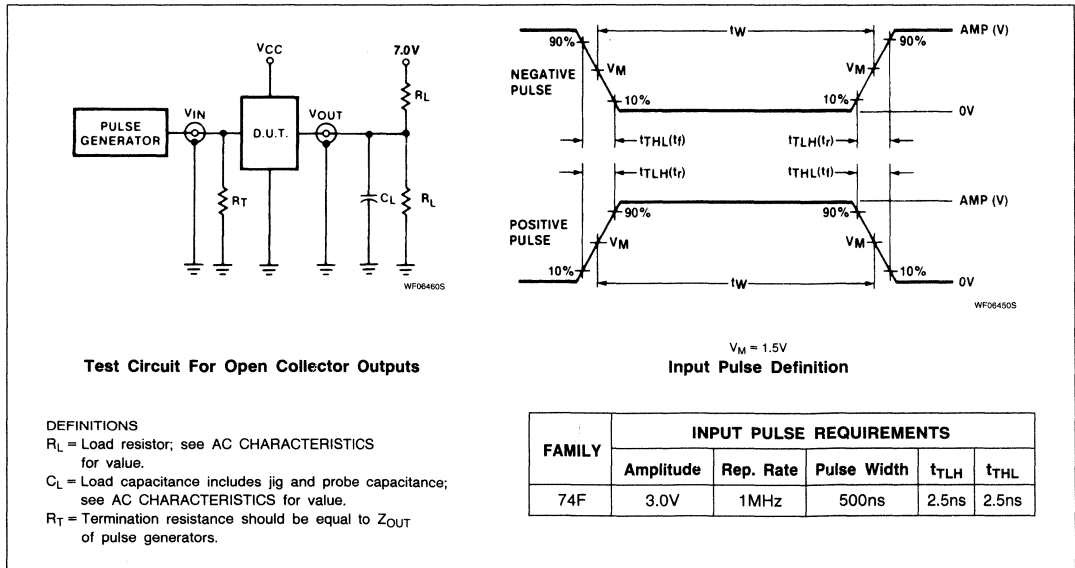 VCC
7.0V
RL
PULSE
GENERATOR
VIN
D.U.T.
VOUT
RT
CL
RL
WF06460S
Test Circuit For Open Collector Outputs
90%
tW
90%
AMP (V)
NEGATIVE
PULSE
VM
VM
10%
10%
0V
tTHL(tf)
tTLH(tr)
tTLH(tr)
tTHL(tf)
AMP (V)
POSITIVE
PULSE
90%
90%
VM
VM
10%
10%
tW
0V
WF06450S
VM = 1.5V
Input Pulse Definition
DEFINITIONS
RL = Load resistor; see AC CHARACTERISTICS
for value.
CL = Load capacitance includes jig and probe capacitance;
see AC CHARACTERISTICS for value.
RT = Termination resistance should be equal to ZOUT
of pulse generators.
FAMILY
INPUT PULSE REQUIREMENTS
Amplitude Rep. Rate Pulse Width tTLH tTHL
74F 3.0V 1MHz 500ns 2.5ns 2.5ns